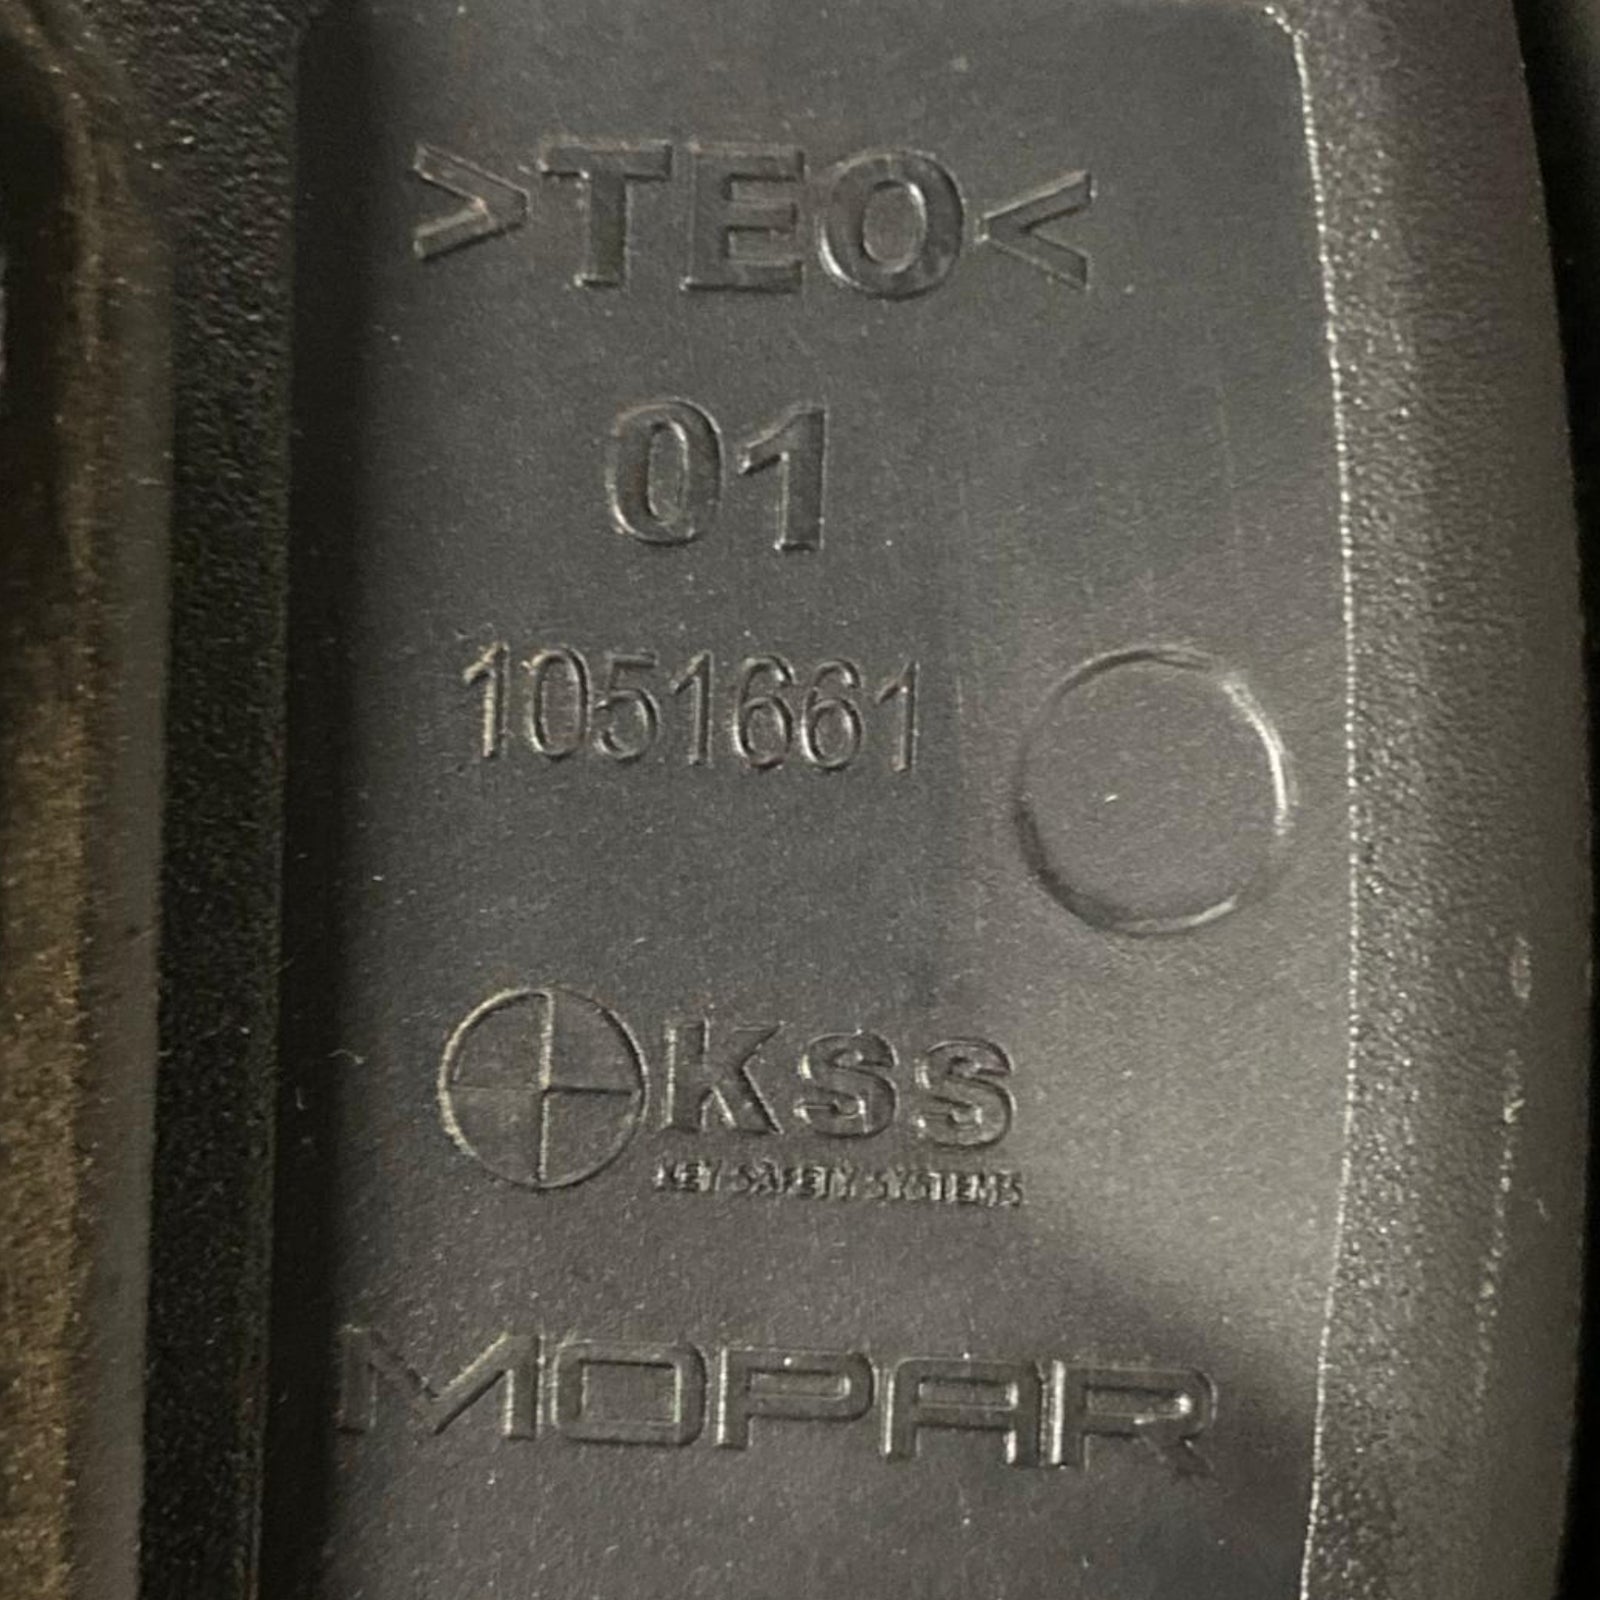 >TEO<
01
1051661
KSS
KEY SAFETY SYSTEMS
MOPAR